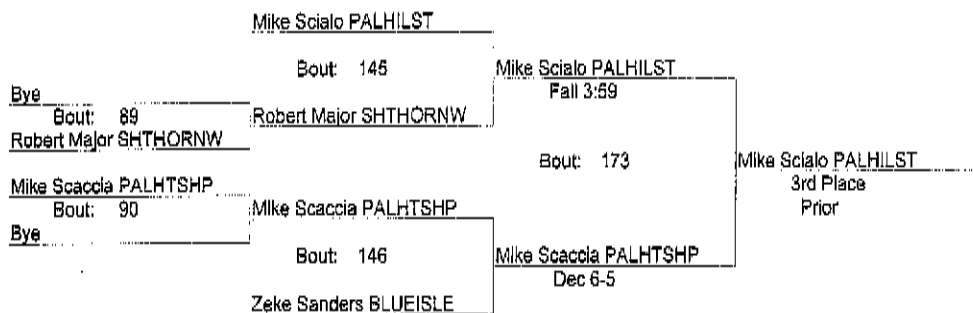 Mike Scialo PALHILST
Bout: 145
Mike Scialo PALHILST
Fall 3:59
Bye
Bout: 89
Robert Major SHTHORNW
Robert Major SHTHORNW
Bout: 173
Mike Scialo PALHILST
3rd Place
Prior
Mike Scaccia PALHTSHP
Bout: 90
Bye
Mike Scaccia PALHTSHP
Bout: 146
Mike Scaccia PALHTSHP
Dec 6-5
Zeke Sanders BLUEISLE